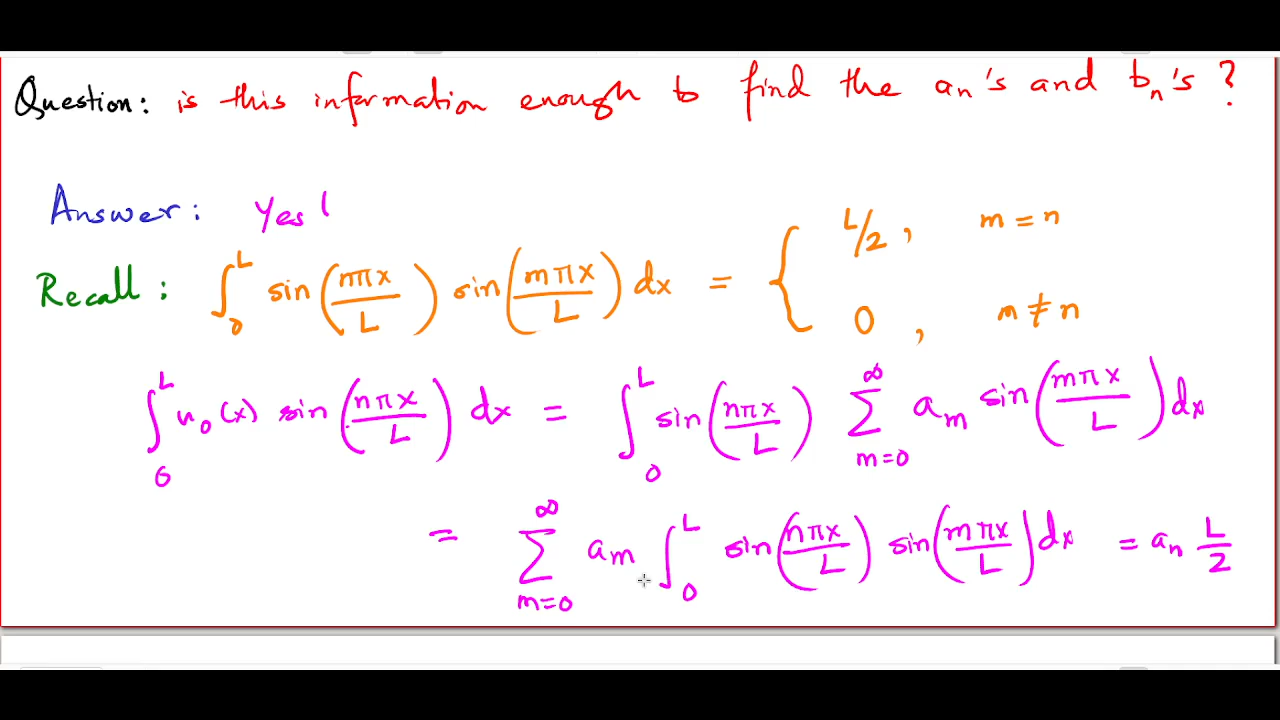 Question: is this information enough to find the aₙ's and bₙ's ?
Answer: Yes !
Recall: ∫₀ᴸ sin(nπx/L) sin(mπx/L) dx = { L/2, m = n
0, m ≠ n
∫₀ᴸ u₀(x) sin(nπx/L) dx = ∫₀ᴸ sin(nπx/L) ∑_{m=0}^{∞} aₘ sin(mπx/L) dx
= ∑_{m=0}^{∞} aₘ ∫₀ᴸ sin(nπx/L) sin(mπx/L) dx = aₙ L/2